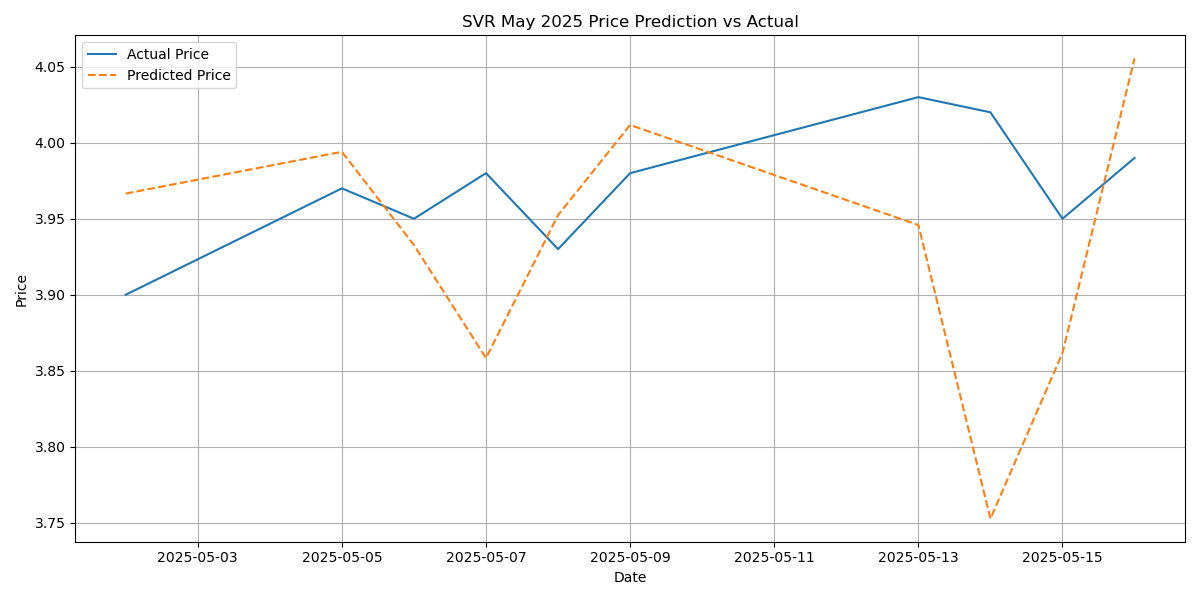 SVR May 2025 Price Prediction vs Actual
Actual Price
Predicted Price
Price
4.05
4.00
3.95
3.90
3.85
3.80
3.75
2025-05-03 2025-05-05 2025-05-07 2025-05-09 2025-05-11 2025-05-13 2025-05-15
Date